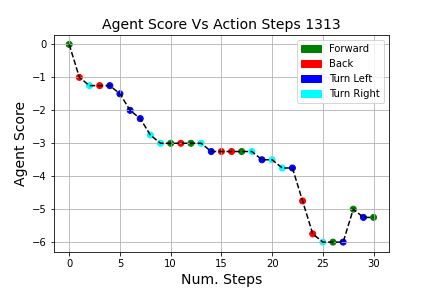 Agent Score Vs Action Steps 1313
Forward
Back
Turn Left
Turn Right
Agent Score
0
−1
−2
−3
−4
−5
−6
0 5 10 15 20 25 30
Num. Steps